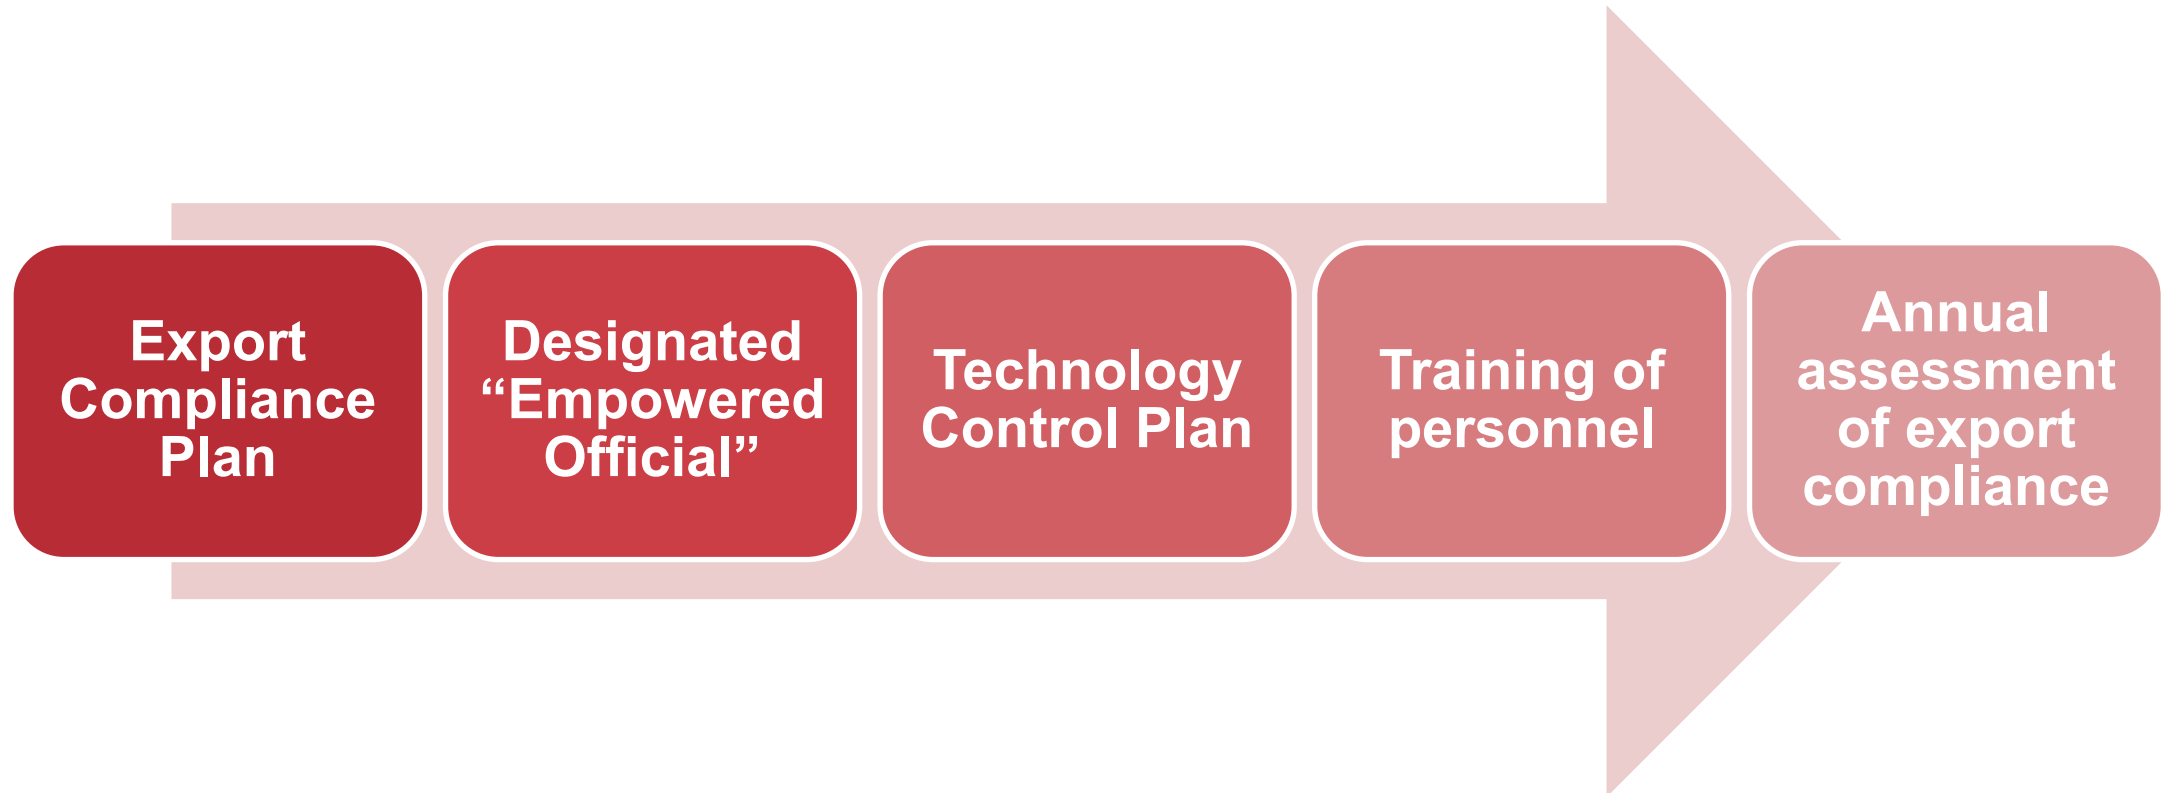 Export
Compliance
Plan
Designated
“Empowered
Official”
Technology
Control Plan
Training of
personnel
Annual
assessment
of export
compliance